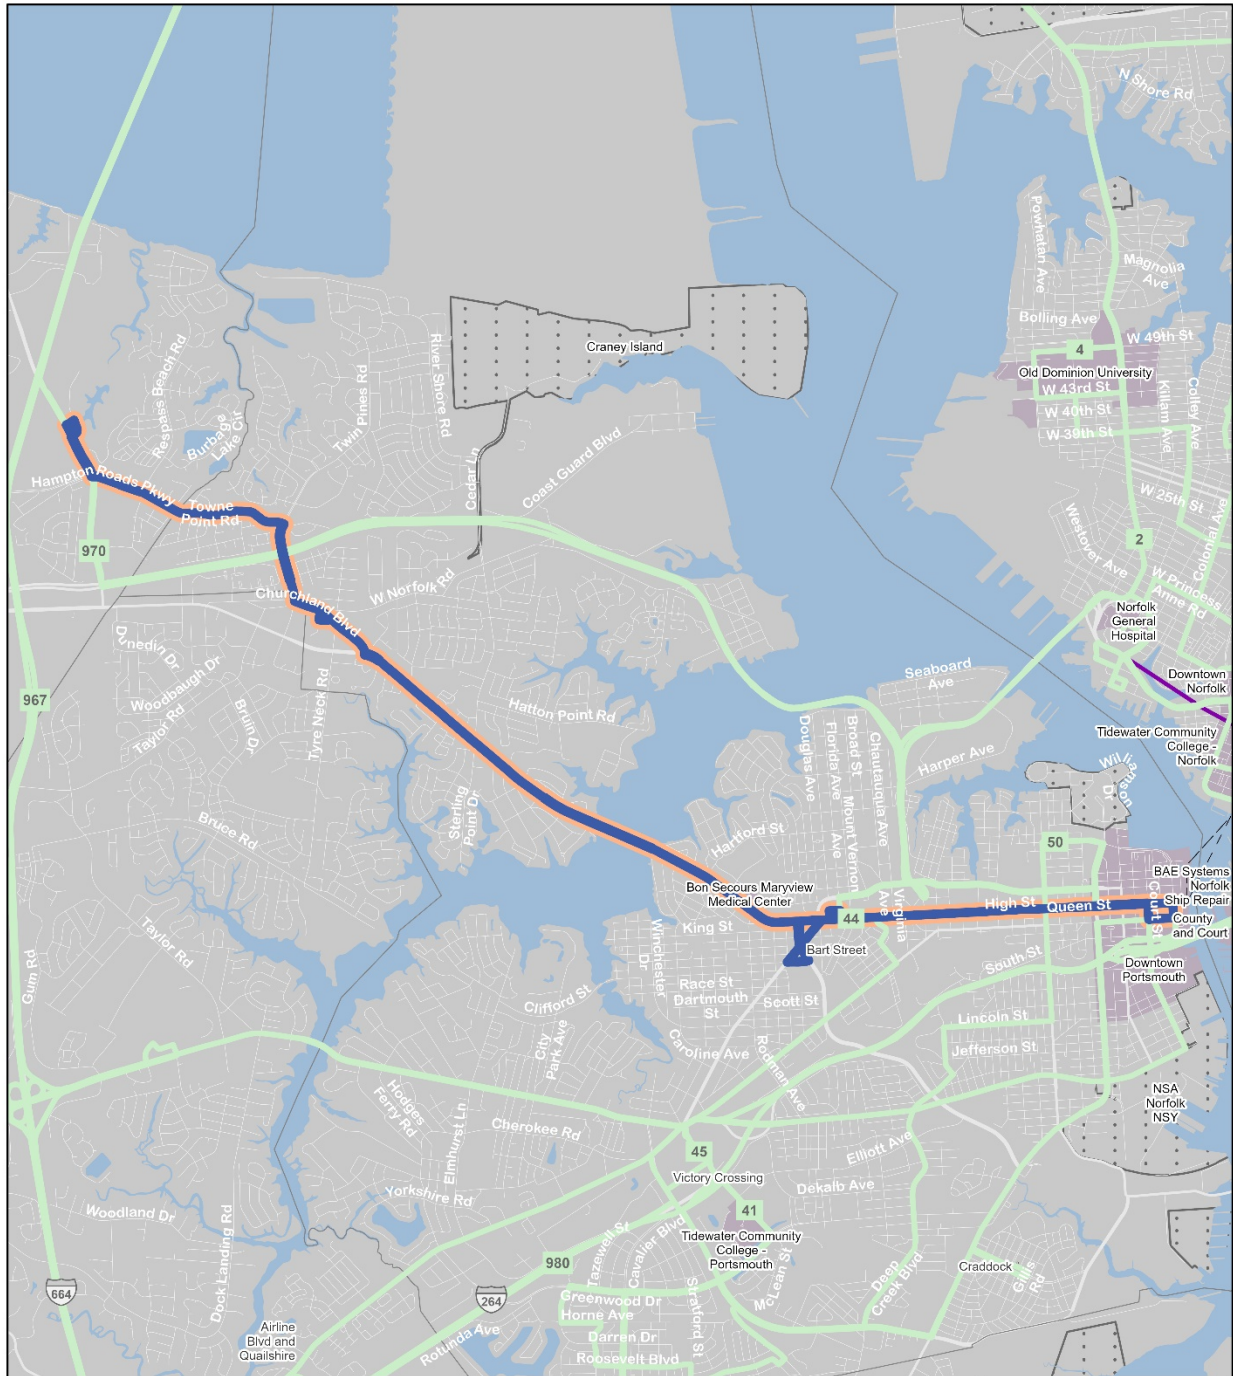 N Shore Rd
Powhatan Ave
Magnolia
Ave
Bolling Ave
W 49th St
4
Old Dominion University
W 43rd St
W 40th St
W 39th St
Killam Ave
Colley Ave
Craney Island
River Shore Rd
Twin Pines Rd
Respass Beach Rd
Burbage
Lake Cir
Cedar Ln
Coast Guard Blvd
Hampton Roads Pkwy
Towne
Point Rd
970
W 25th St
Colonial Ave
2
Westover Ave
W Princess
Anne Rd
Churchland Blvd
W Norfolk Rd
Norfolk
General
Hospital
Dunedin Dr
Woodbaugh Dr
Taylor Rd
Bruin Dr
Tyre Neck Rd
967
Hatton Point Rd
Seaboard
Ave
Downtown
Norfolk
Tidewater Community
College -
Norfolk
Douglas Ave
Florida Ave
Broad St
Mount Vernon
Ave
Chautauqua Ave
Harper Ave
Williamson
Dr
Sterling
Point Dr
Bruce Rd
Hartford St
50
Bon Secours Maryview
Medical Center
BAE Systems
Norfolk
Ship Repair
Virginia
Ave
High St
Queen St
Court St
County
and Court
44
King St
Winchester
Dr
Bart Street
South St
Downtown
Portsmouth
Taylor Rd
Gum Rd
Race St
Dartmouth
St
Scott St
Clifford St
Lincoln St
City
Park Ave
Caroline Ave
Rodman Ave
Jefferson St
Hodges
Ferry Rd
Elmhurst Ln
Cherokee Rd
NSA
Norfolk
NSY
Elliott Ave
45
Victory Crossing
Dekalb Ave
Yorkshire Rd
Woodland Dr
Dock Landing Rd
41
Tidewater Community
College -
Portsmouth
Tazewell St
Cavalier Blvd
980
McLean St
Deep
Creek Blvd
Craddock
Gillis
Rd
664
264
Greenwood Dr
Horne Ave
Stratford St
Airline
Blvd and
Quailshire
Rotunda Ave
Darren Dr
Roosevelt Blvd